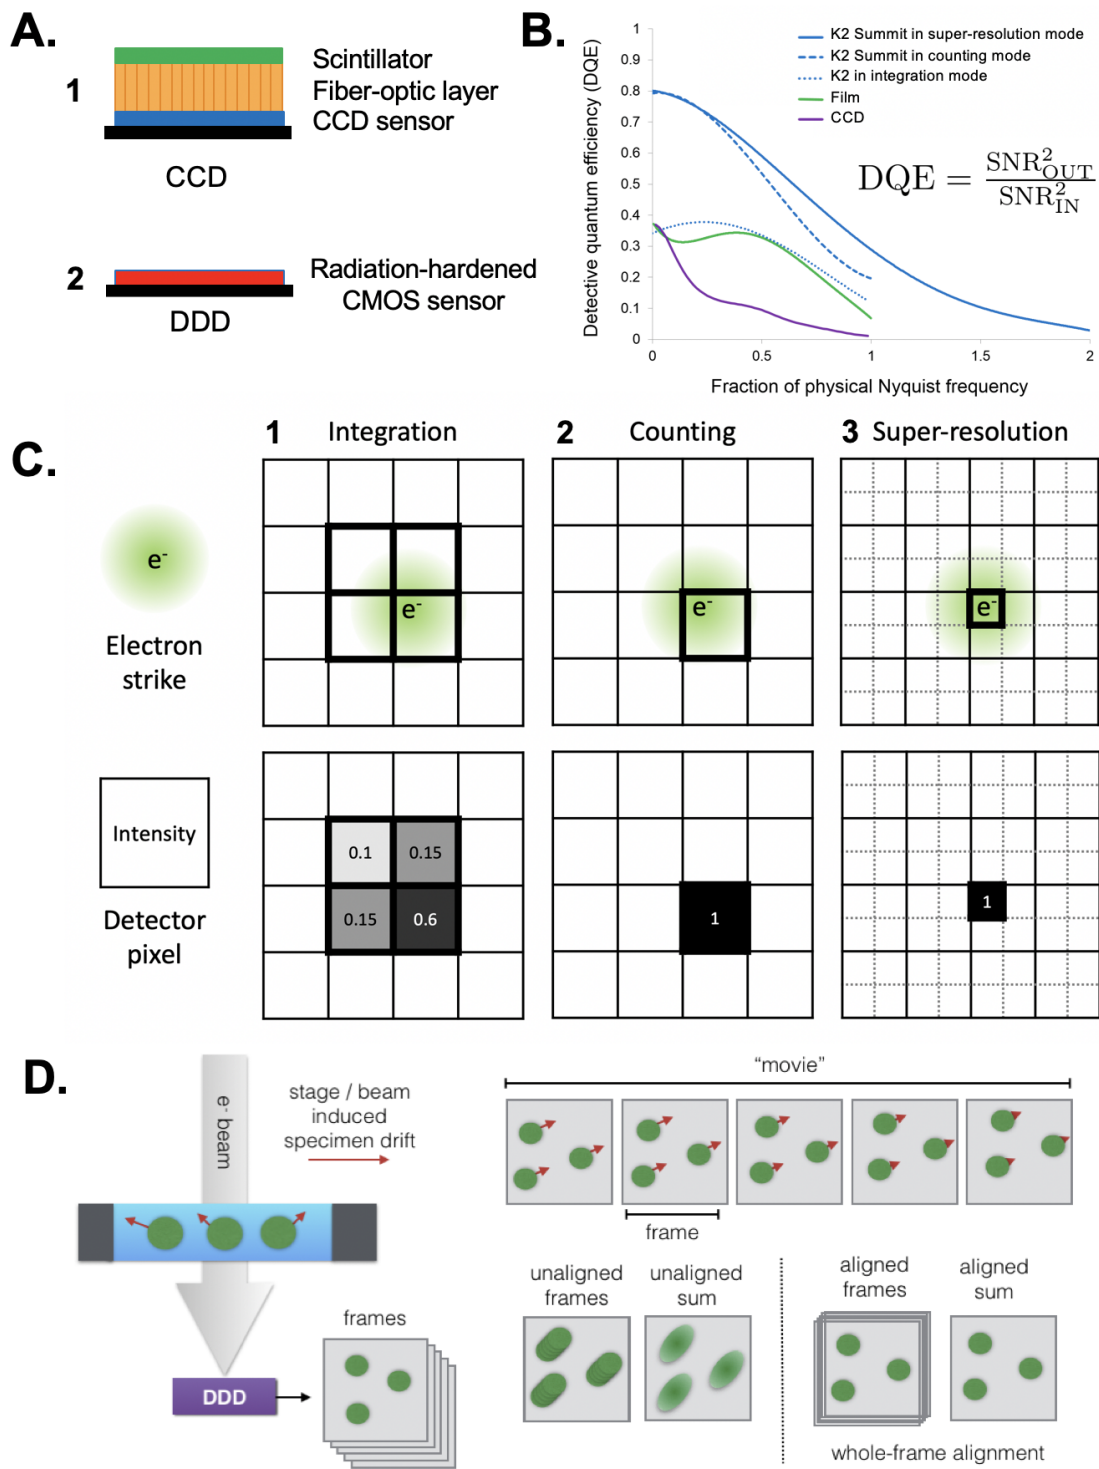 A.
1
Scintillator
Fiber-optic layer
CCD sensor
CCD
2
Radiation-hardened
CMOS sensor
DDD
B.
Detective quantum efficiency (DQE)
1
0.9
0.8
0.7
0.6
0.5
0.4
0.3
0.2
0.1
0
K2 Summit in super-resolution mode
K2 Summit in counting mode
K2 in integration mode
Film
CCD
DQE = SNR²OUT / SNR²IN
0 0.5 1 1.5 2
Fraction of physical Nyquist frequency
C.
1 Integration
2 Counting
3 Super-resolution
e-
Electron
strike
e-
e-
e-
Intensity
Detector
pixel
0.1 0.15
0.15 0.6
1
1
D.
e- beam
stage / beam
induced
specimen drift
frames
DDD
“movie”
frame
unaligned
frames
unaligned
sum
aligned
frames
aligned
sum
whole-frame alignment